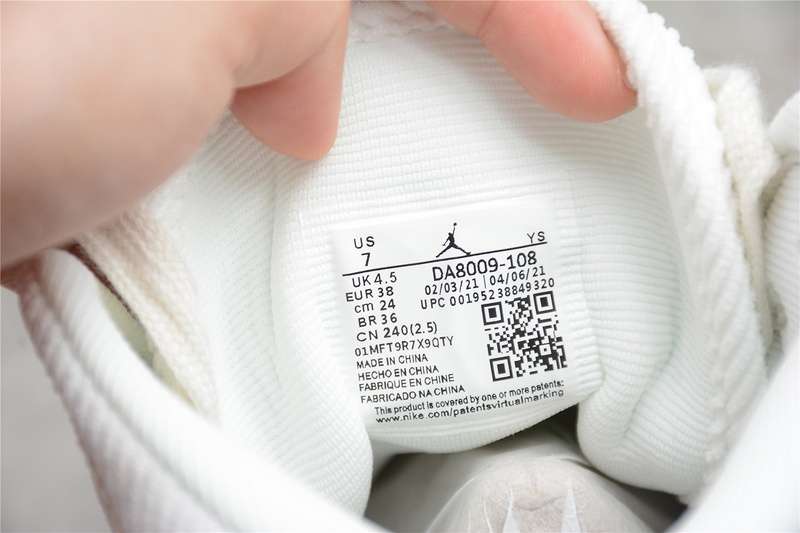 US YS
7
UK 4.5 DA8009-108
EUR 38 02/03/21 | 04/06/21
cm 24 UPC 00195238849320
BR 36
CN 240(2.5)
01MFT9R7X9QTY
MADE IN CHINA
HECHO EN CHINA
FABRIQUE EN CHINE
FABRICADO NA CHINA
This product is covered by one or more patents:
www.nike.com/patentsvirtualmarking